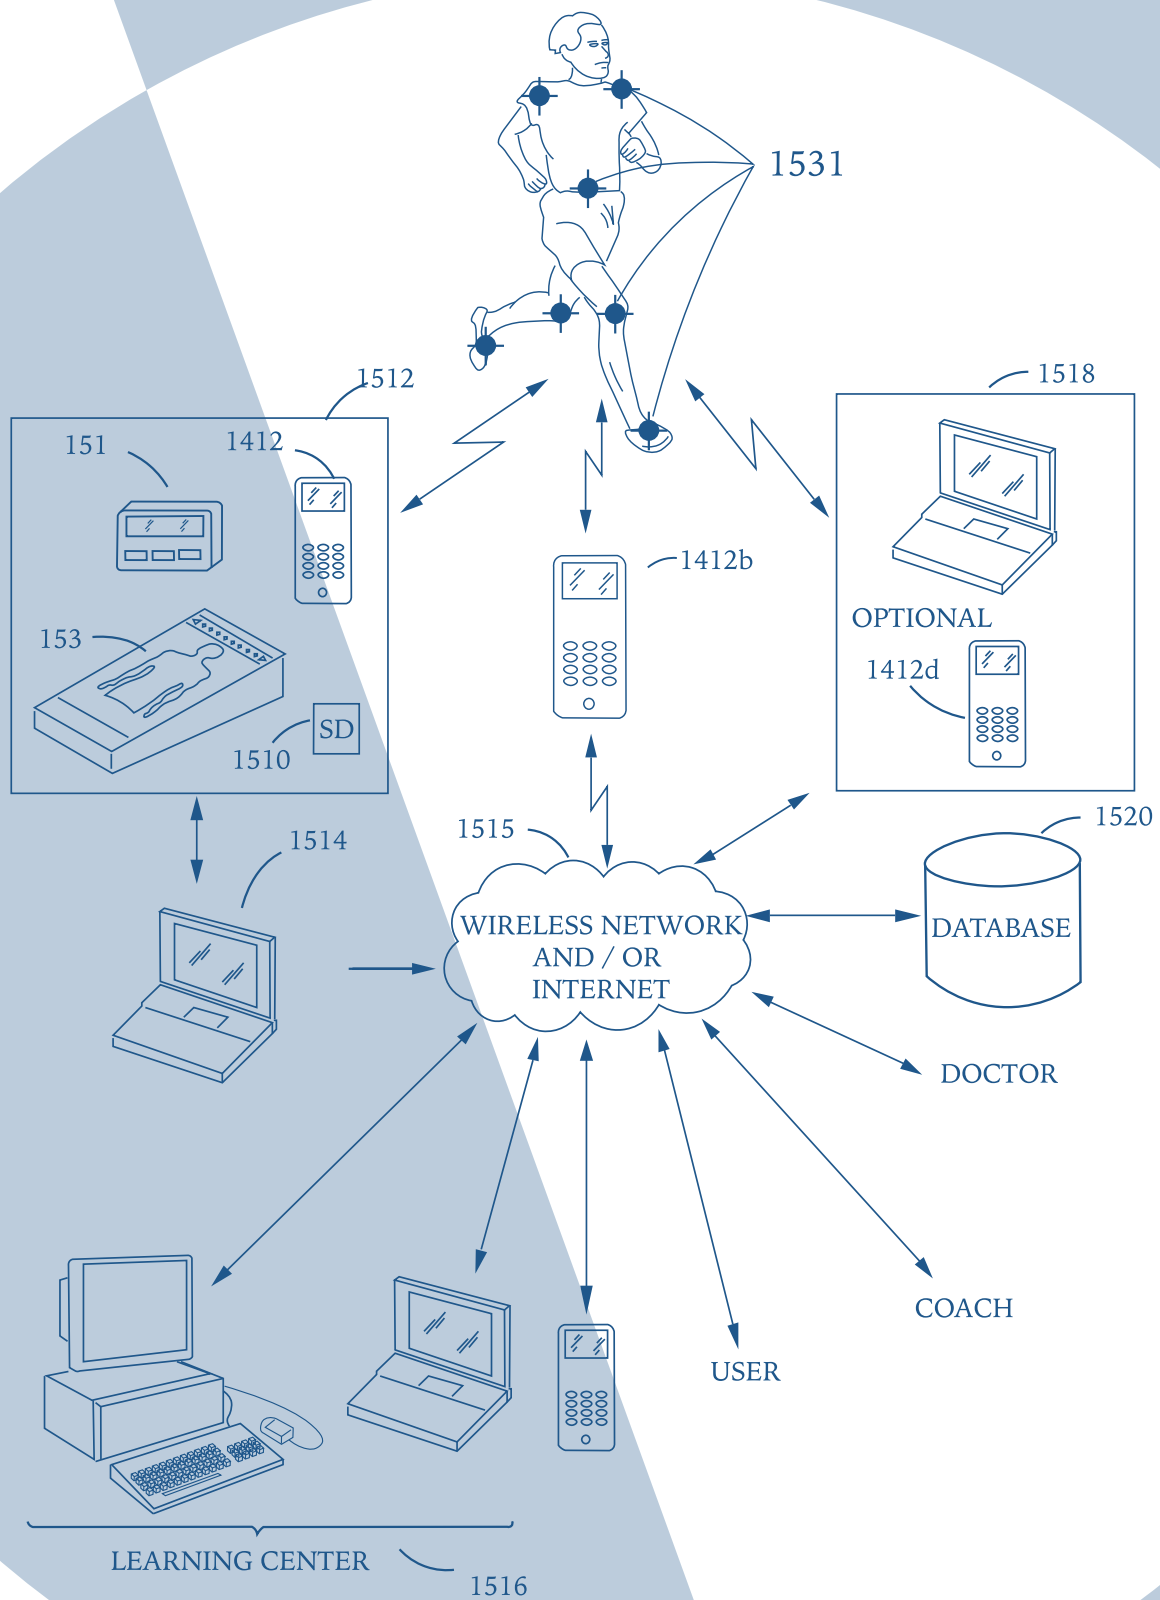 1531
1512
1518
151
1412
1412b
OPTIONAL
153
1412d
SD
1510
1515
1520
1514
WIRELESS NETWORK
AND / OR
INTERNET
DATABASE
DOCTOR
COACH
USER
LEARNING CENTER
1516